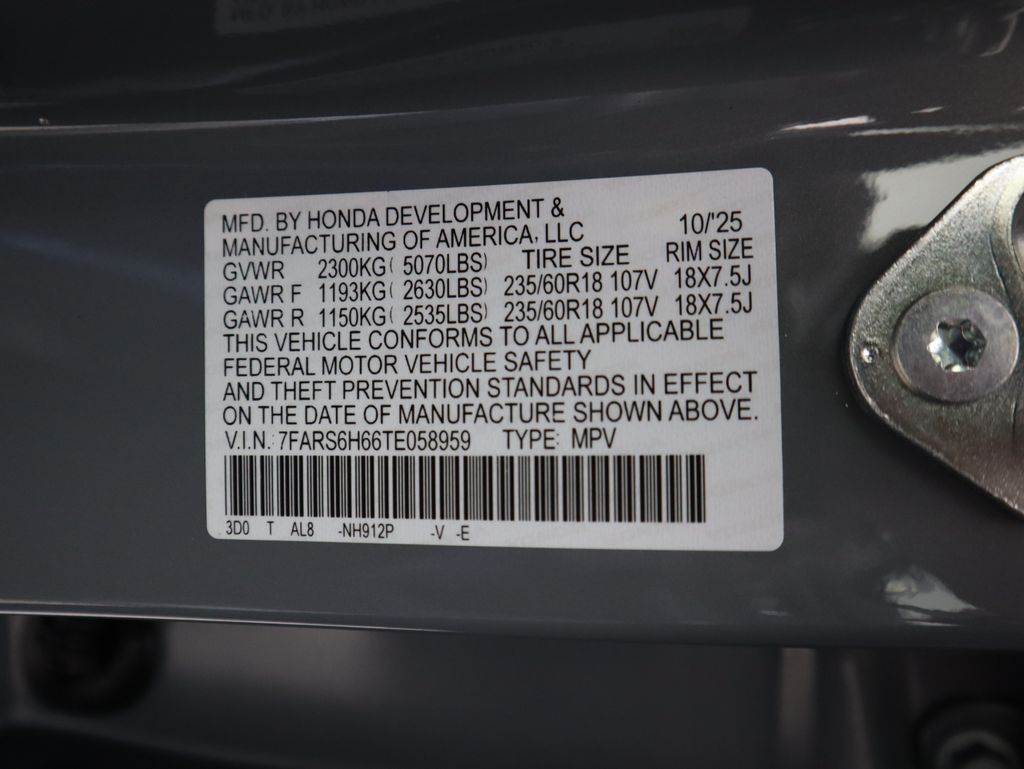 MFD. BY HONDA DEVELOPMENT &
MANUFACTURING OF AMERICA, LLC 10/'25
GVWR 2300KG( 5070LBS) TIRE SIZE RIM SIZE
GAWR F 1193KG( 2630LBS) 235/60R18 107V 18X7.5J
GAWR R 1150KG( 2535LBS) 235/60R18 107V 18X7.5J
THIS VEHICLE CONFORMS TO ALL APPLICABLE
FEDERAL MOTOR VEHICLE SAFETY
AND THEFT PREVENTION STANDARDS IN EFFECT
ON THE DATE OF MANUFACTURE SHOWN ABOVE.
V.I.N.: 7FARS6H66TE058959 TYPE: MPV
3D0 T AL8 -NH912P -V -E